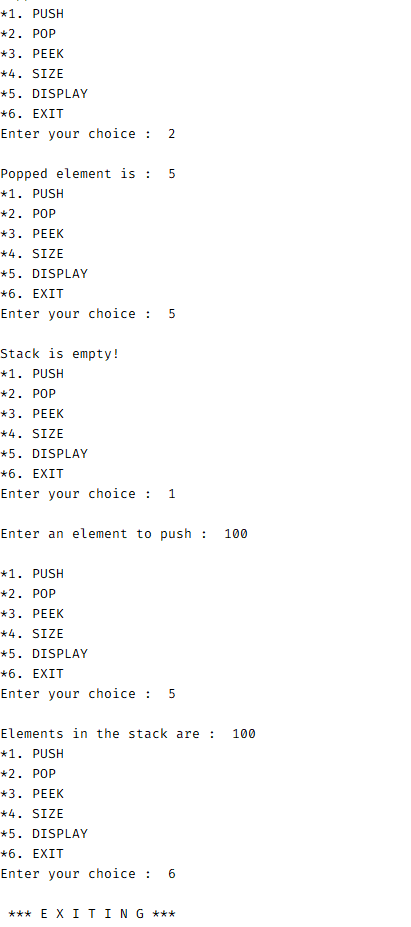 *1. PUSH
*2. POP
*3. PEEK
*4. SIZE
*5. DISPLAY
*6. EXIT
Enter your choice :  2
Popped element is :  5
*1. PUSH
*2. POP
*3. PEEK
*4. SIZE
*5. DISPLAY
*6. EXIT
Enter your choice :  5
Stack is empty!
*1. PUSH
*2. POP
*3. PEEK
*4. SIZE
*5. DISPLAY
*6. EXIT
Enter your choice :  1
Enter an element to push :  100
*1. PUSH
*2. POP
*3. PEEK
*4. SIZE
*5. DISPLAY
*6. EXIT
Enter your choice :  5
Elements in the stack are :  100
*1. PUSH
*2. POP
*3. PEEK
*4. SIZE
*5. DISPLAY
*6. EXIT
Enter your choice :  6
*** E X I T I N G ***